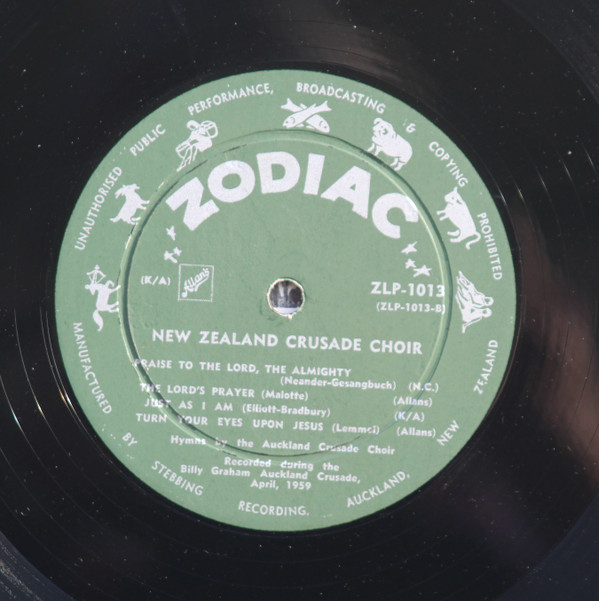 UNAUTHORISED PUBLIC PERFORMANCE, BROADCASTING & COPYING PROHIBITED
ZODIAC
(K/A) Allans
ZLP-1013
(ZLP-1013-B)
NEW ZEALAND CRUSADE CHOIR
PRAISE TO THE LORD, THE ALMIGHTY
(Neander-Gesangbuch) (N.C.)
THE LORD'S PRAYER (Malotte) (Allans)
JUST AS I AM (Elliott-Bradbury) (K/A)
TURN YOUR EYES UPON JESUS (Lemmel) (Allans)
Hymns by the Auckland Crusade Choir
Recorded during the
Billy Graham Auckland Crusade,
April, 1959
MANUFACTURED BY STEBBING RECORDING. AUCKLAND, NEW ZEALAND